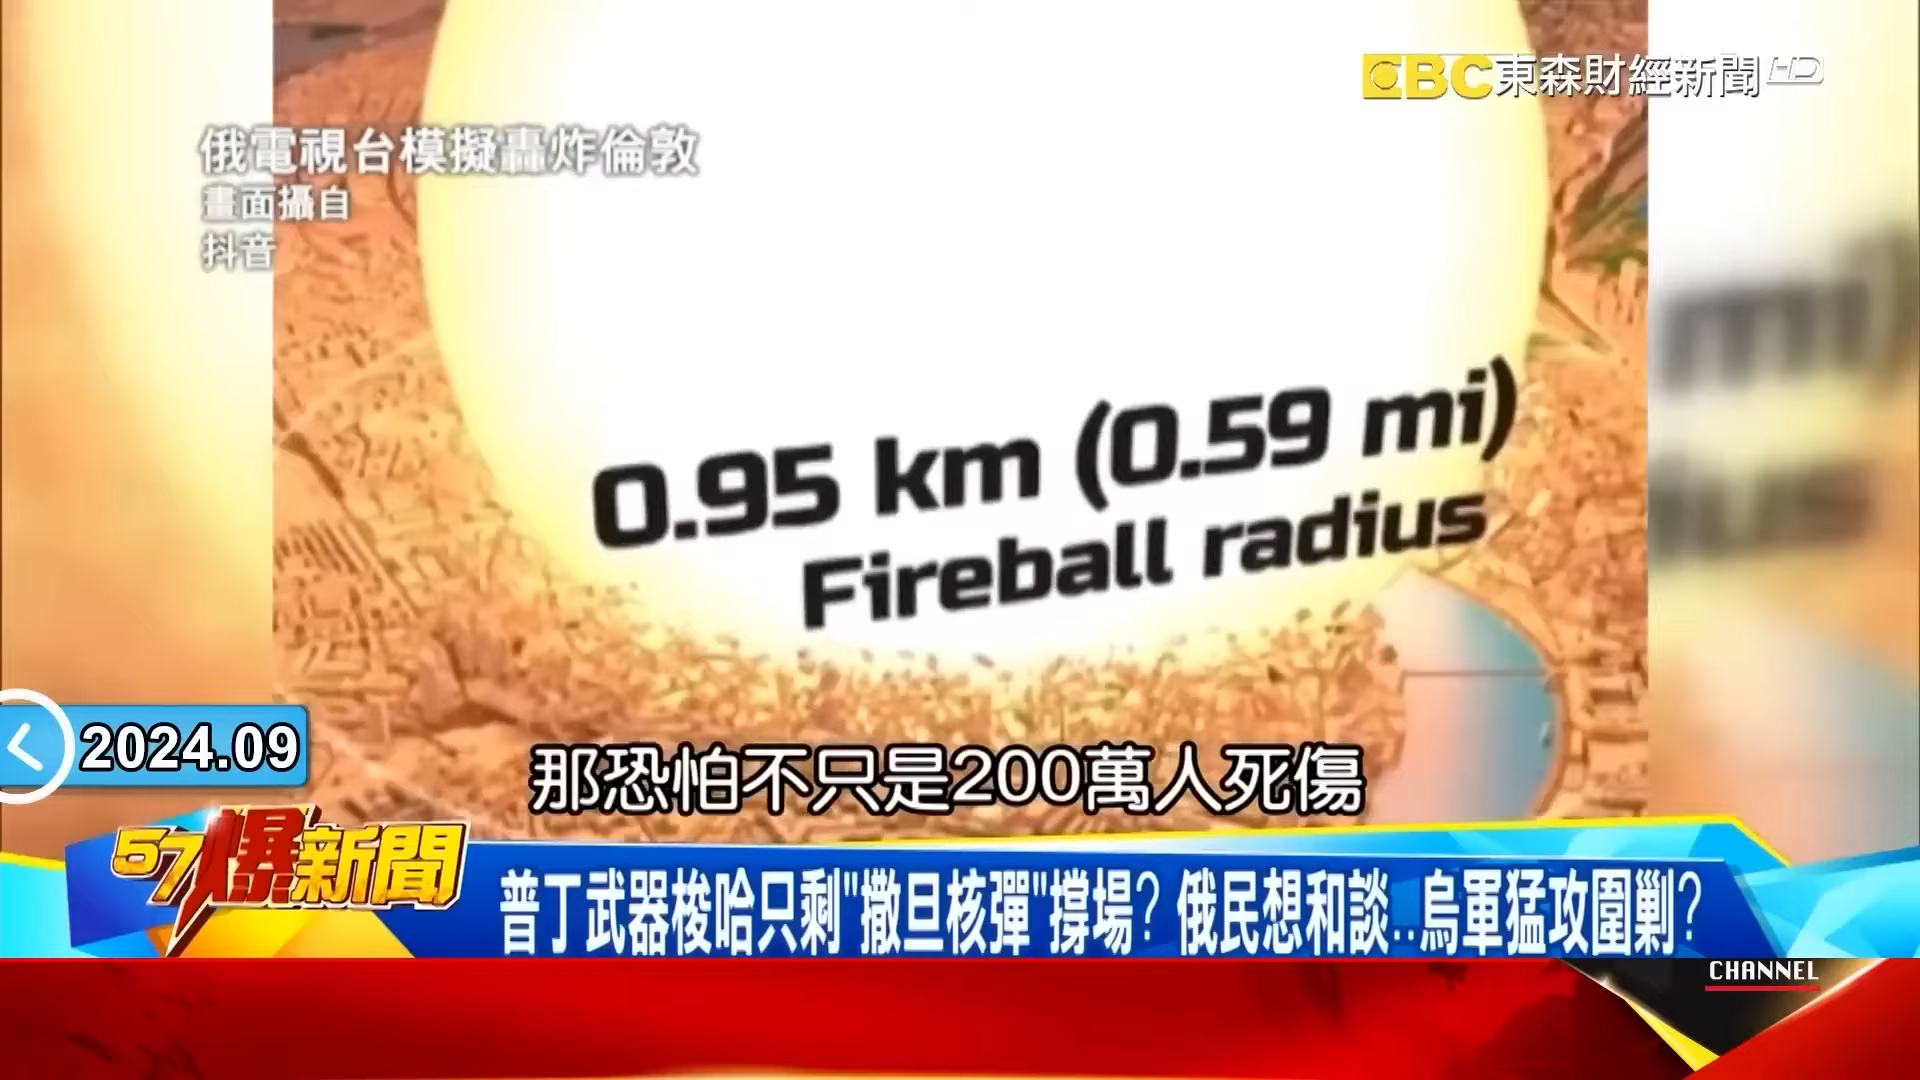 EBC東森財經新聞HD
俄電視台模擬轟炸倫敦
畫面攝自
抖音
0.95 km (0.59 mi)
Fireball radius
mi)
dius
2024.09
那恐怕不只是200萬人死傷
57爆新聞
普丁武器梭哈只剩"撒旦核彈"撐場? 俄民想和談..烏軍猛攻圍剿?
CHANNEL